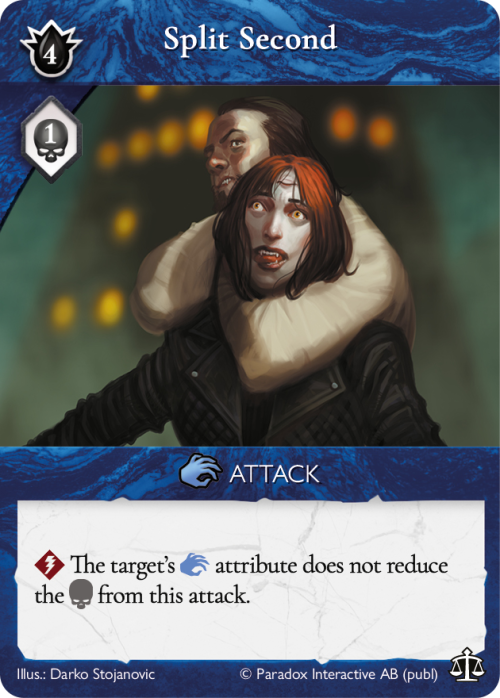 4
Split Second
1
ATTACK
The target's attribute does not reduce
the from this attack.
Illus.: Darko Stojanovic © Paradox Interactive AB (publ)